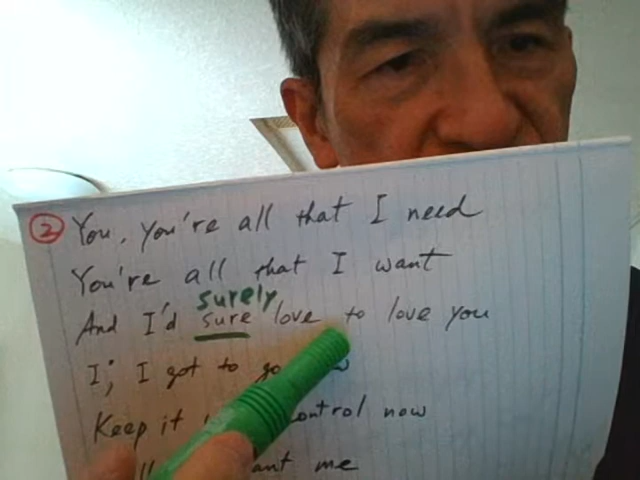 ② You, you're all that I need
You're all that I want
surely
And I'd sure love to love you
I; I got to go
Keep it control now
me